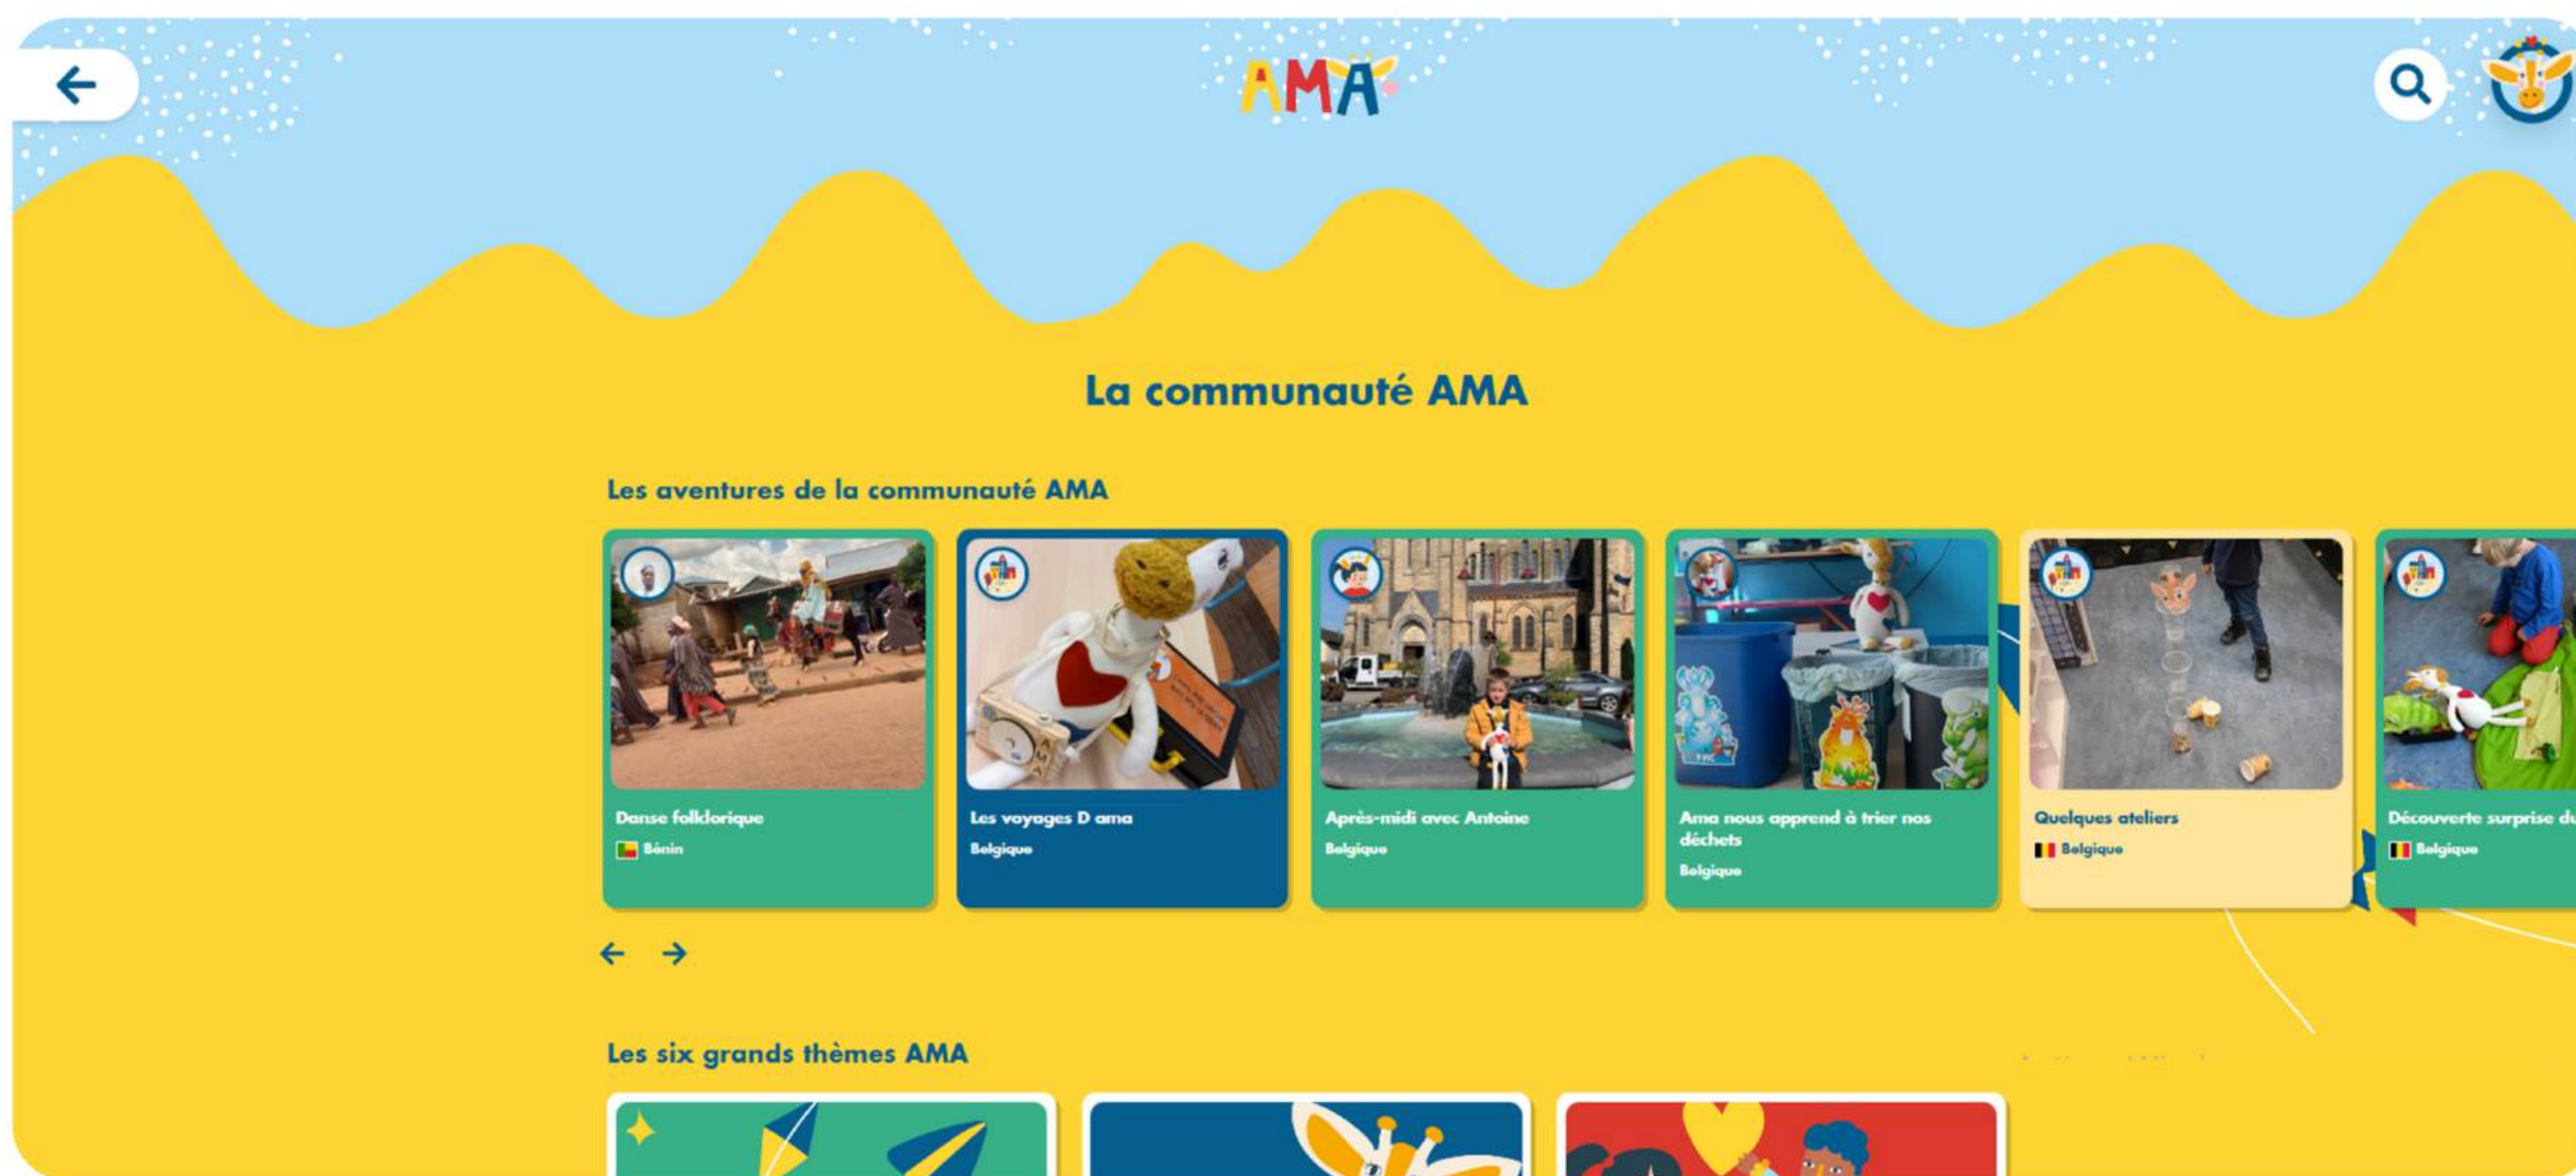 AMA
La communauté AMA
Les aventures de la communauté AMA
Danse folklorique
Bénin
Les voyages D ama
Belgique
Après-midi avec Antoine
Belgique
Ama nous apprend à trier nos
déchets
Belgique
Quelques ateliers
Belgique
Découverte surprise du
Belgique
Les six grands thèmes AMA